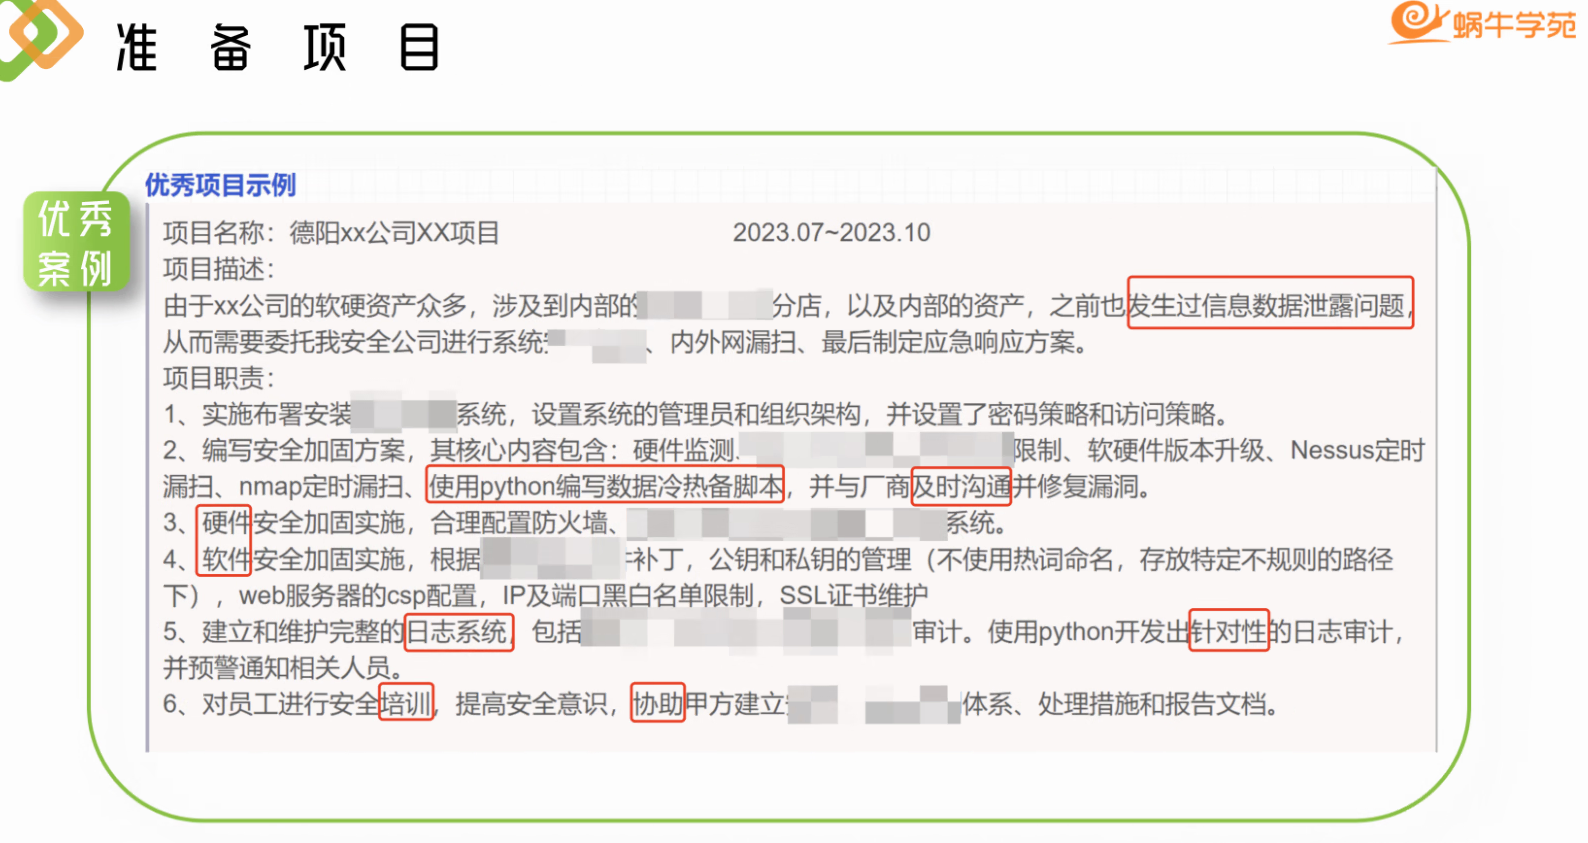 准备项目
蜗牛学苑
优秀
案例
优秀项目示例
项目名称：德阳xx公司XX项目 2023.07~2023.10
项目描述：
由于xx公司的软硬资产众多，涉及到内部的 分店，以及内部的资产，之前也发生过信息数据泄露问题，
从而需要委托我安全公司进行系统 、内外网漏扫、最后制定应急响应方案。
项目职责：
1、实施布署安装 系统，设置系统的管理员和组织架构，并设置了密码策略和访问策略。
2、编写安全加固方案，其核心内容包含：硬件监测、 限制、软硬件版本升级、Nessus定时
漏扫、nmap定时漏扫、使用python编写数据冷热备脚本，并与厂商及时沟通并修复漏洞。
3、硬件安全加固实施，合理配置防火墙、 系统。
4、软件安全加固实施，根据 补丁，公钥和私钥的管理（不使用热词命名，存放特定不规则的路径
下），web服务器的csp配置，IP及端口黑白名单限制，SSL证书维护
5、建立和维护完整的日志系统，包括 审计。使用python开发出针对性的日志审计，
并预警通知相关人员。
6、对员工进行安全培训，提高安全意识，协助甲方建立 体系、处理措施和报告文档。